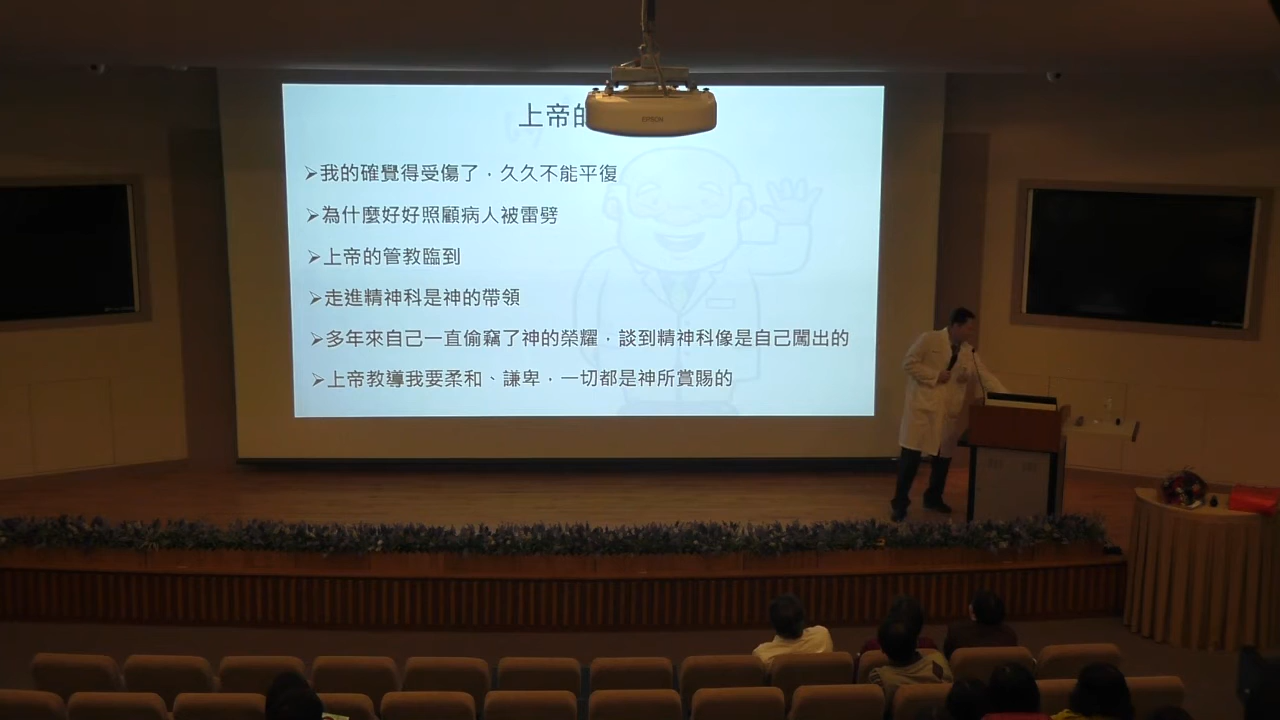 上帝的
➢我的確覺得受傷了，久久不能平復
➢為什麼好好照顧病人被雷劈
➢上帝的管教臨到
➢走進精神科是神的帶領
➢多年來自己一直偷竊了神的榮耀，談到精神科像是自己闖出的
➢上帝教導我要柔和、謙卑，一切都是神所賞賜的
EPSON